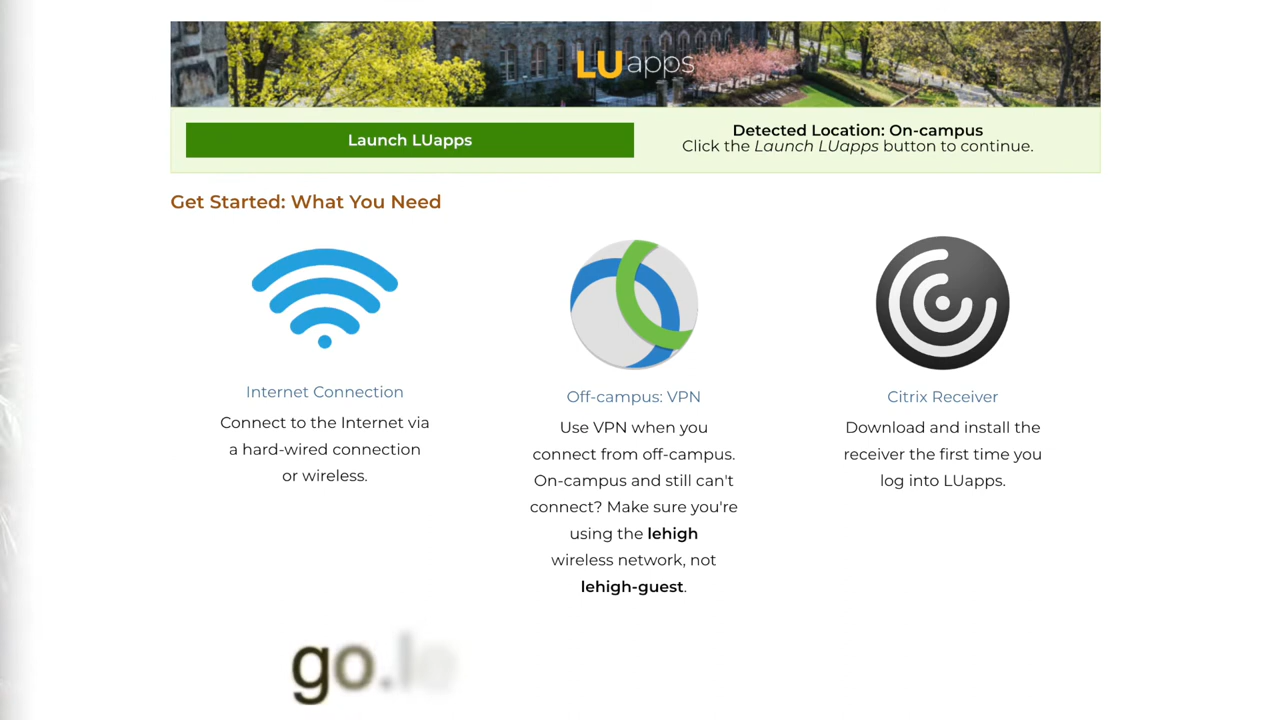 LUapps
Launch LUapps
Detected Location: On-campus
Click the Launch LUapps button to continue.
Get Started: What You Need
Internet Connection
Connect to the Internet via
a hard-wired connection
or wireless.
Off-campus: VPN
Use VPN when you
connect from off-campus.
On-campus and still can't
connect? Make sure you're
using the lehigh
wireless network, not
lehigh-guest.
Citrix Receiver
Download and install the
receiver the first time you
log into LUapps.
go.le